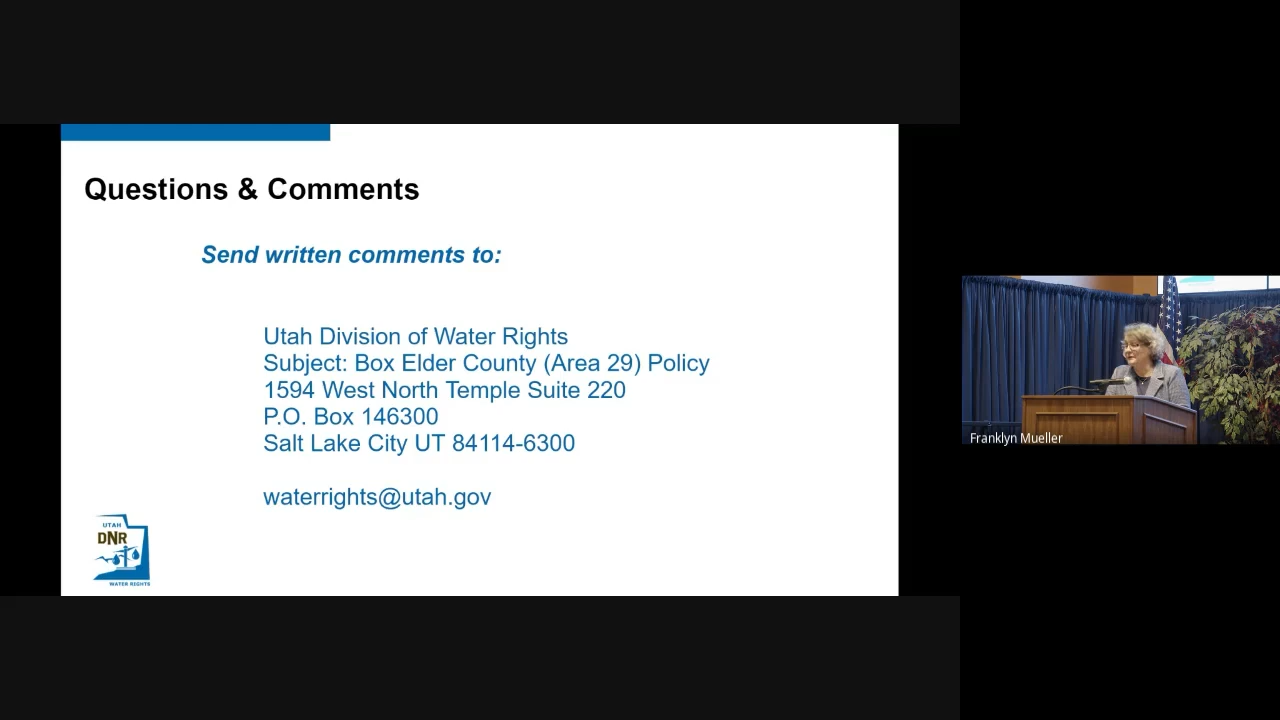 Questions & Comments
Send written comments to:
Utah Division of Water Rights
Subject: Box Elder County (Area 29) Policy
1594 West North Temple Suite 220
P.O. Box 146300
Salt Lake City UT 84114-6300
waterrights@utah.gov
UTAH
DNR
WATER RIGHTS
Franklyn Mueller